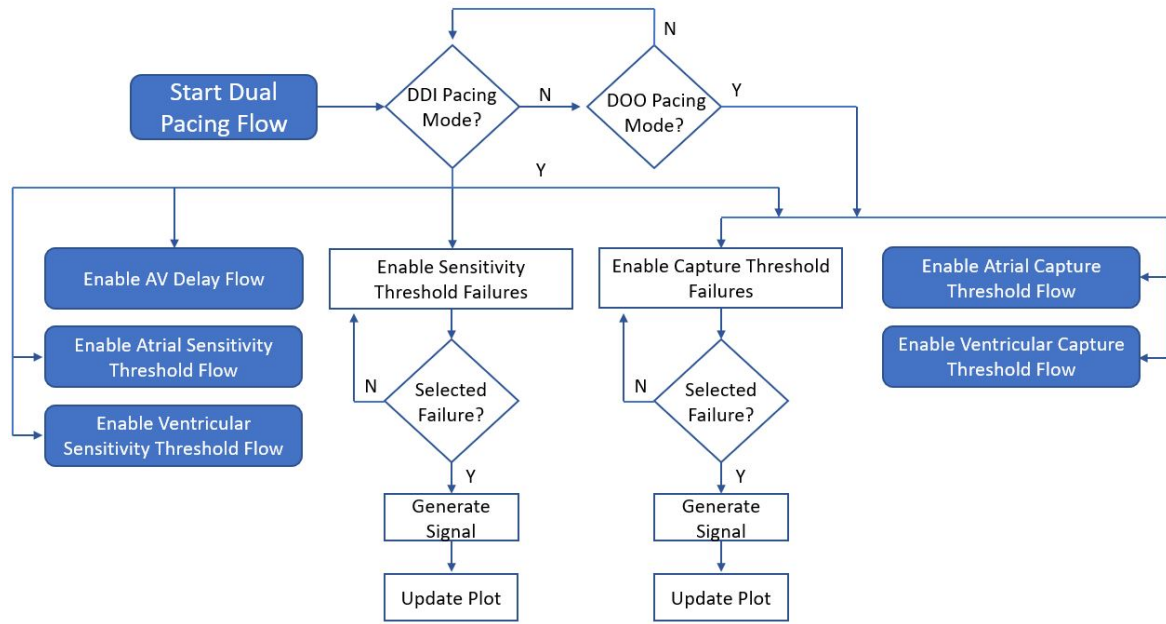 N
Start Dual
Pacing Flow
DDI Pacing
Mode?
N
DOO Pacing
Mode?
Y
Y
Enable AV Delay Flow
Enable Sensitivity
Threshold Failures
Enable Capture Threshold
Failures
Enable Atrial Capture
Threshold Flow
Enable Atrial Sensitivity
Threshold Flow
Enable Ventricular Capture
Threshold Flow
N
Selected
Failure?
N
Selected
Failure?
Enable Ventricular
Sensitivity Threshold Flow
Y
Y
Generate
Signal
Generate
Signal
Update Plot
Update Plot